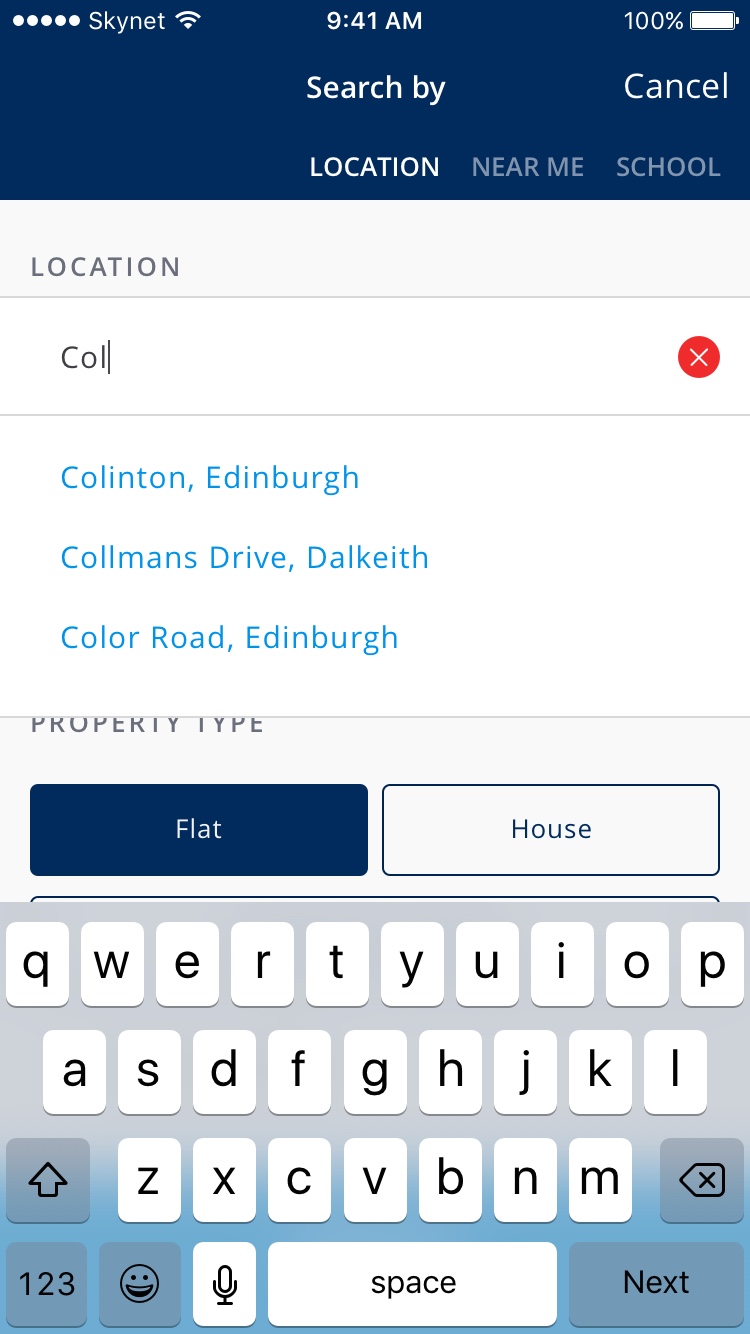 Skynet 9:41 AM 100%
Search by Cancel
LOCATION NEAR ME SCHOOL
LOCATION
Col
Colinton, Edinburgh
Collmans Drive, Dalkeith
Color Road, Edinburgh
PROPERTY TYPE
Flat House
q w e r t y u i o p
a s d f g h j k l
z x c v b n m
123 space Next